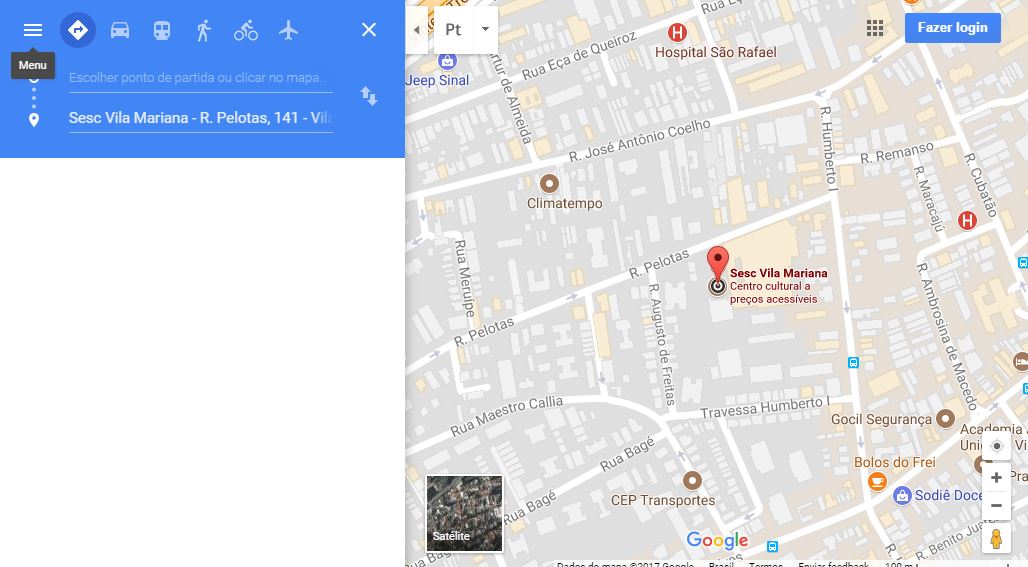 Menu
Escolher ponto de partida ou clicar no mapa...
Sesc Vila Mariana - R. Pelotas, 141 - Vil
Pt
Fazer login
Rua Eça de Queiroz
Hospital São Rafael
Jeep Sinal
rtur de Almeida
R. José Antônio Coelho
R. Humberto I
R. Remanso
R. Cubatão
R. Maracajú
Climatempo
Rua Meruipe
R. Pelotas
Sesc Vila Mariana
Centro cultural a
preços acessíveis
R. Augusto de Freitas
R. Pelotas
R. Ambrosina de Macedo
Rua Maestro Callia
Travessa Humberto I
Gocil Segurança
Academia
Rua Bagé
Bolos do Frei
Sodiê Doce
CEP Transportes
Rua Bagé
R. Benito Juarez
Satélite
Google
Dados do mapa ©2017 Google
Brasil
Termos
Enviar feedback
100 m